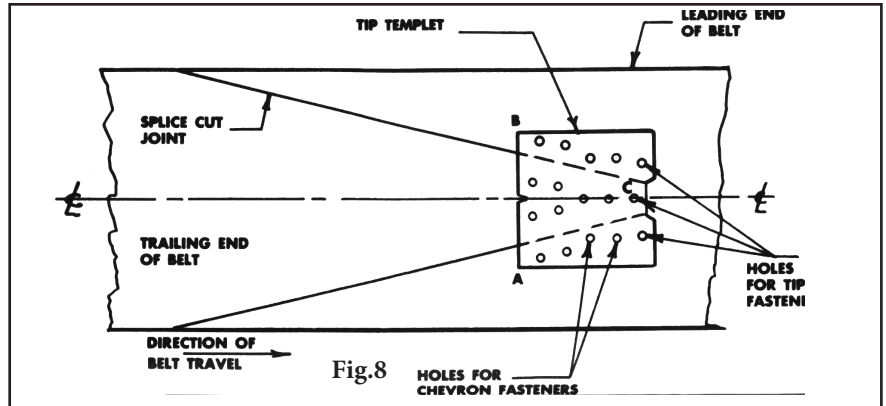 TIP TEMPLET
LEADING END
OF BELT
SPLICE CUT
JOINT
B
C
℄
℄
TRAILING END
OF BELT
A
HOLES
FOR TIP
FASTENI
DIRECTION OF
BELT TRAVEL
Fig.8
HOLES FOR
CHEVRON FASTENERS